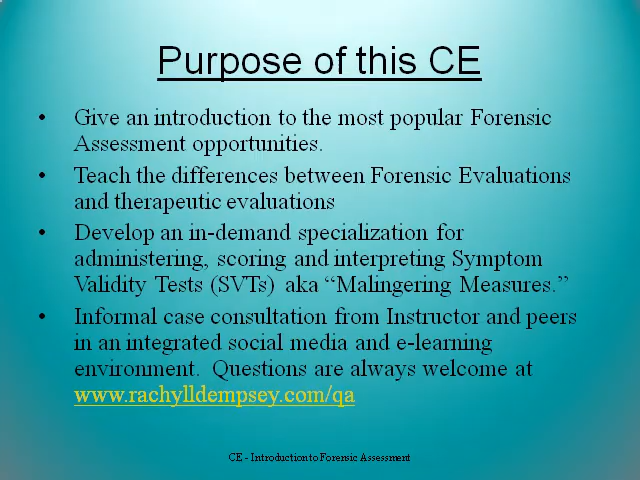 Purpose of this CE
• Give an introduction to the most popular Forensic
Assessment opportunities.
• Teach the differences between Forensic Evaluations
and therapeutic evaluations
• Develop an in-demand specialization for
administering, scoring and interpreting Symptom
Validity Tests (SVTs) aka “Malingering Measures.”
• Informal case consultation from Instructor and peers
in an integrated social media and e-learning
environment. Questions are always welcome at
www.rachylldempsey.com/qa
CE - Introduction to Forensic Assessment